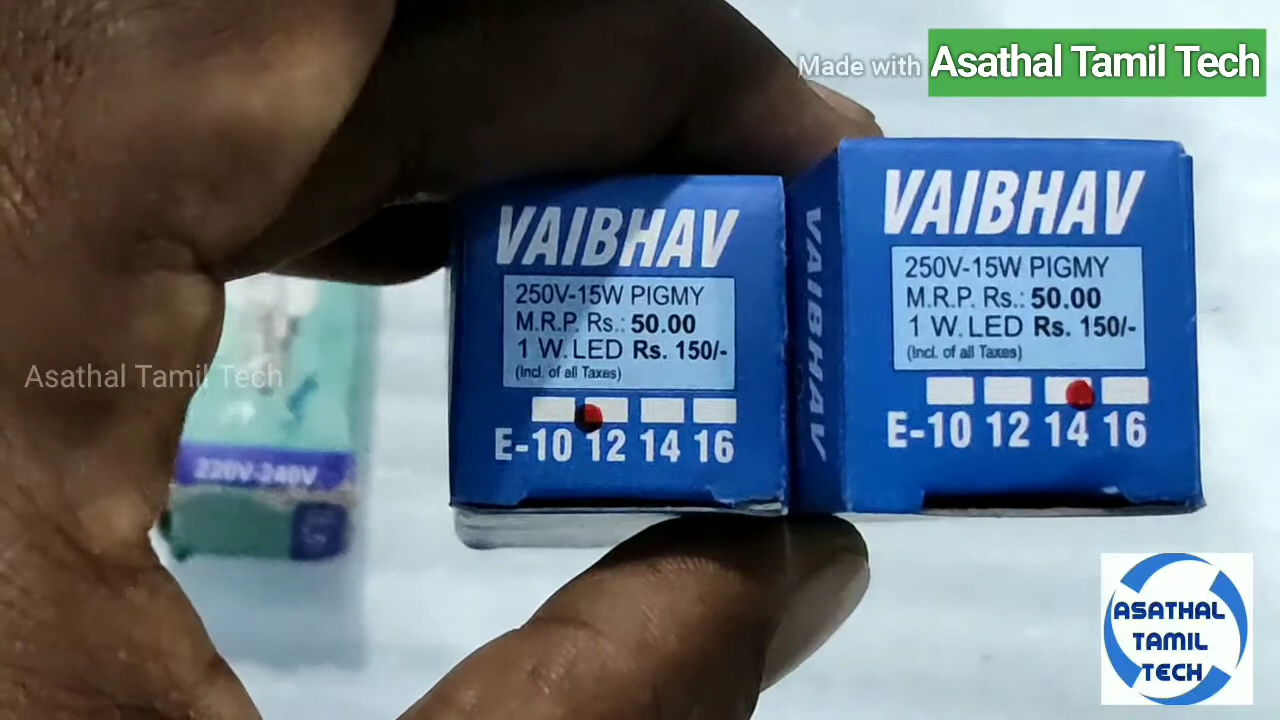 Made with Asathal Tamil Tech
VAIBHAV
250V-15W PIGMY
M.R.P. Rs.: 50.00
1 W. LED Rs. 150/-
(Incl. of all Taxes)
E-10 12 14 16
VAIBHAV
VAIBHAV
250V-15W PIGMY
M.R.P. Rs.: 50.00
1 W. LED Rs. 150/-
(Incl. of all Taxes)
E-10 12 14 16
Asathal Tamil Tech
220V-240V
ASATHAL
TAMIL
TECH